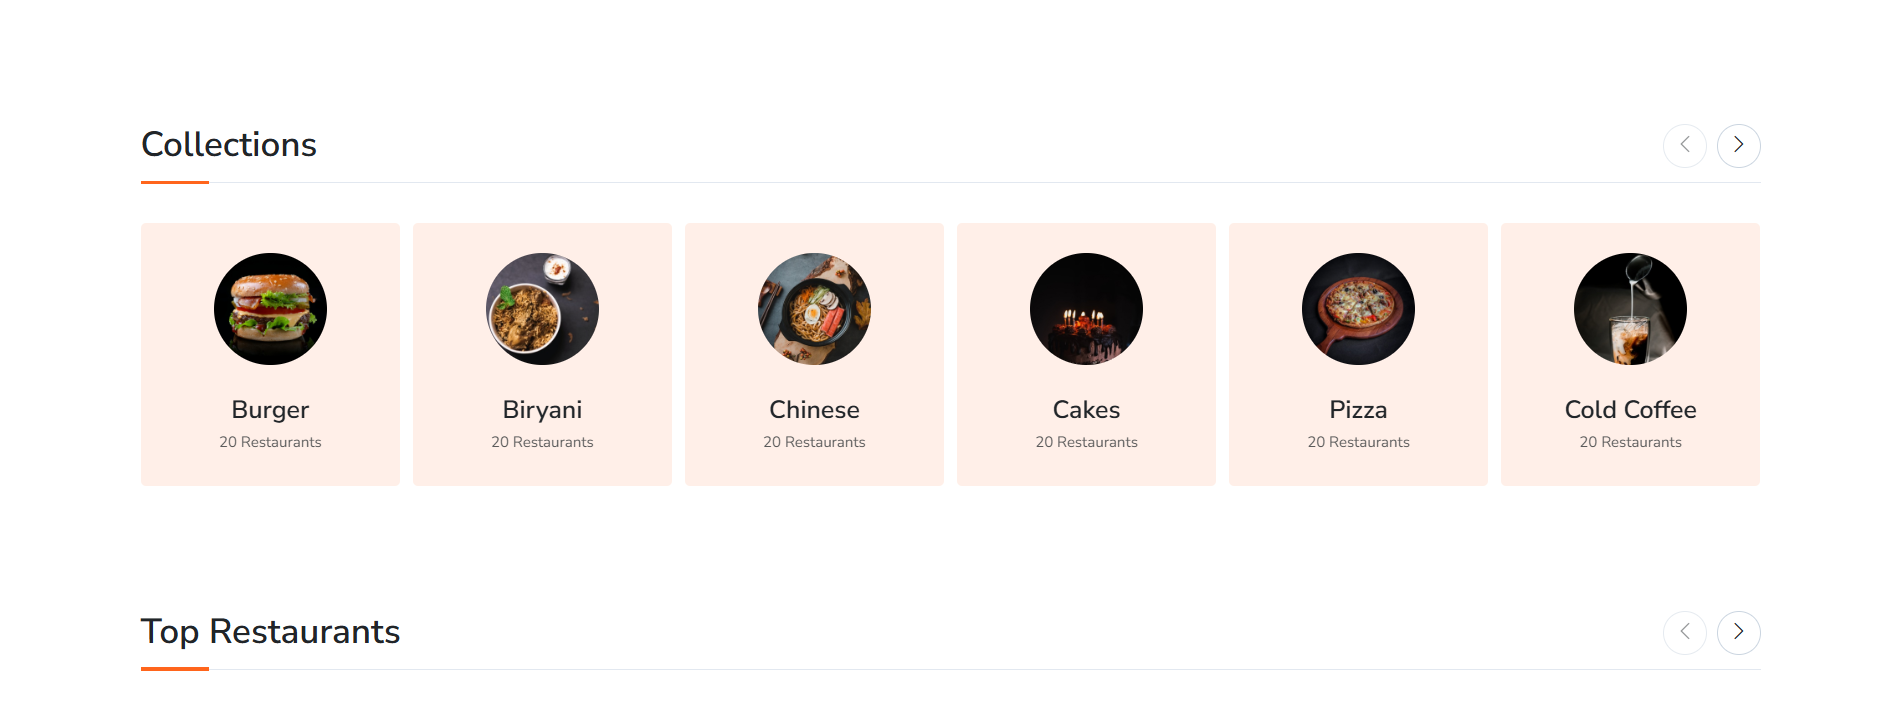 Collections
Burger
20 Restaurants
Biryani
20 Restaurants
Chinese
20 Restaurants
Cakes
20 Restaurants
Pizza
20 Restaurants
Cold Coffee
20 Restaurants
Top Restaurants